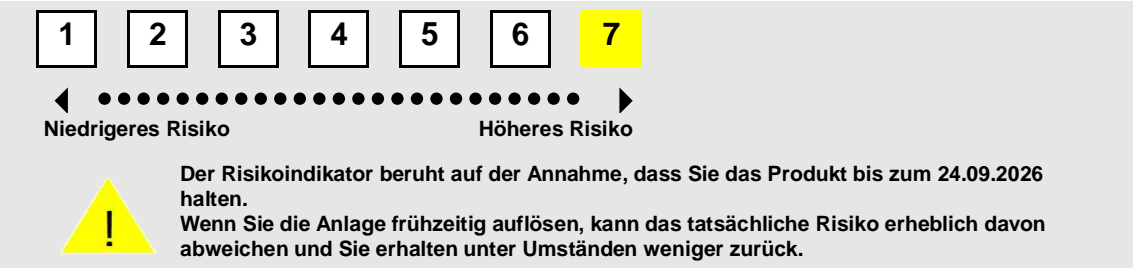 1 2 3 4 5 6 7
Niedrigeres Risiko Höheres Risiko
Der Risikoindikator beruht auf der Annahme, dass Sie das Produkt bis zum 24.09.2026
halten.
Wenn Sie die Anlage frühzeitig auflösen, kann das tatsächliche Risiko erheblich davon
abweichen und Sie erhalten unter Umständen weniger zurück.
!